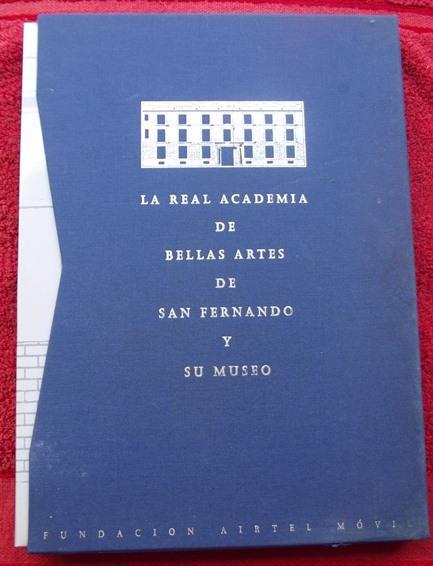 LA REAL ACADEMIA
DE
BELLAS ARTES
DE
SAN FERNANDO
Y
SU MUSEO
FUNDACION AIRTEL MÓVIL